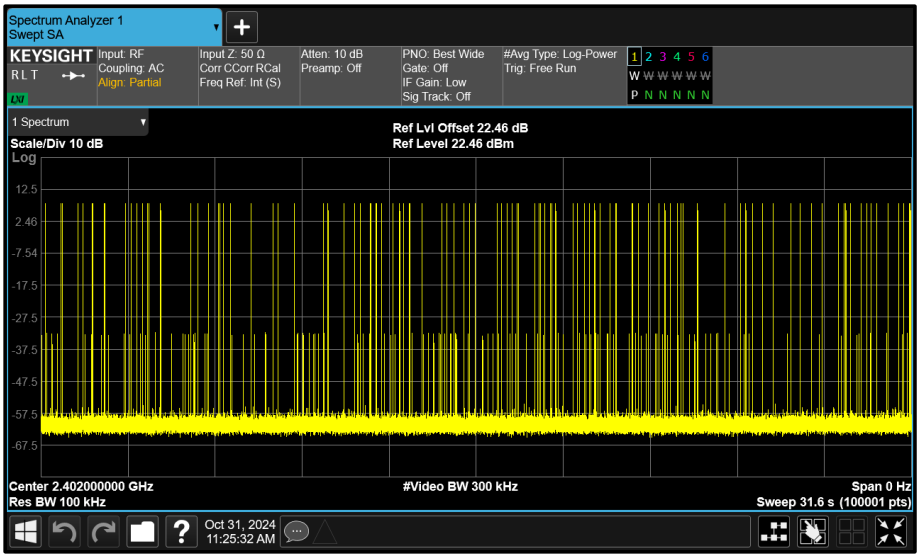 Spectrum Analyzer 1
Swept SA
KEYSIGHT
RLT
LXI
Input: RF
Coupling: AC
Align: Partial
Input Z: 50 Ω
Corr CCorr RCal
Freq Ref: Int (S)
Atten: 10 dB
Preamp: Off
PNO: Best Wide
Gate: Off
IF Gain: Low
Sig Track: Off
#Avg Type: Log-Power
Trig: Free Run
1 2 3 4 5 6
W W W W W W
P N N N N N
1 Spectrum
Scale/Div 10 dB
Ref Lvl Offset 22.46 dB
Ref Level 22.46 dBm
Log
12.5
2.46
-7.54
-17.5
-27.5
-37.5
-47.5
-57.5
-67.5
Center 2.402000000 GHz
#Video BW 300 kHz
Span 0 Hz
Res BW 100 kHz
Sweep 31.6 s (100001 pts)
?
Oct 31, 2024
11:25:32 AM